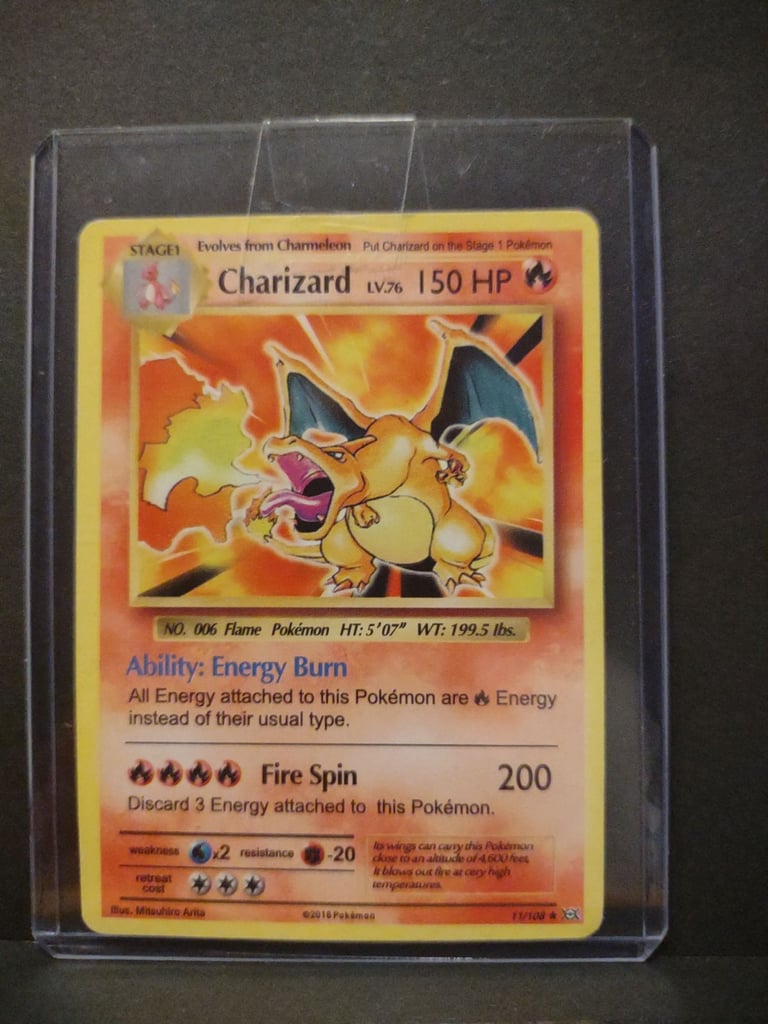 STAGE1 Evolves from Charmeleon Put Charizard on the Stage 1 Pokémon
Charizard LV.76 150 HP
NO. 006 Flame Pokémon HT: 5'07" WT: 199.5 lbs.
Ability: Energy Burn
All Energy attached to this Pokémon are Energy
instead of their usual type.
Fire Spin 200
Discard 3 Energy attached to this Pokémon.
weakness x2 resistance -20
retreat
cost
Its wings can carry this Pokémon
close to an altitude of 4,600 feet.
It blows out fire at cery high
temperatures.
Illus. Mitsuhiro Arita ©2016 Pokémon 11/108 ★